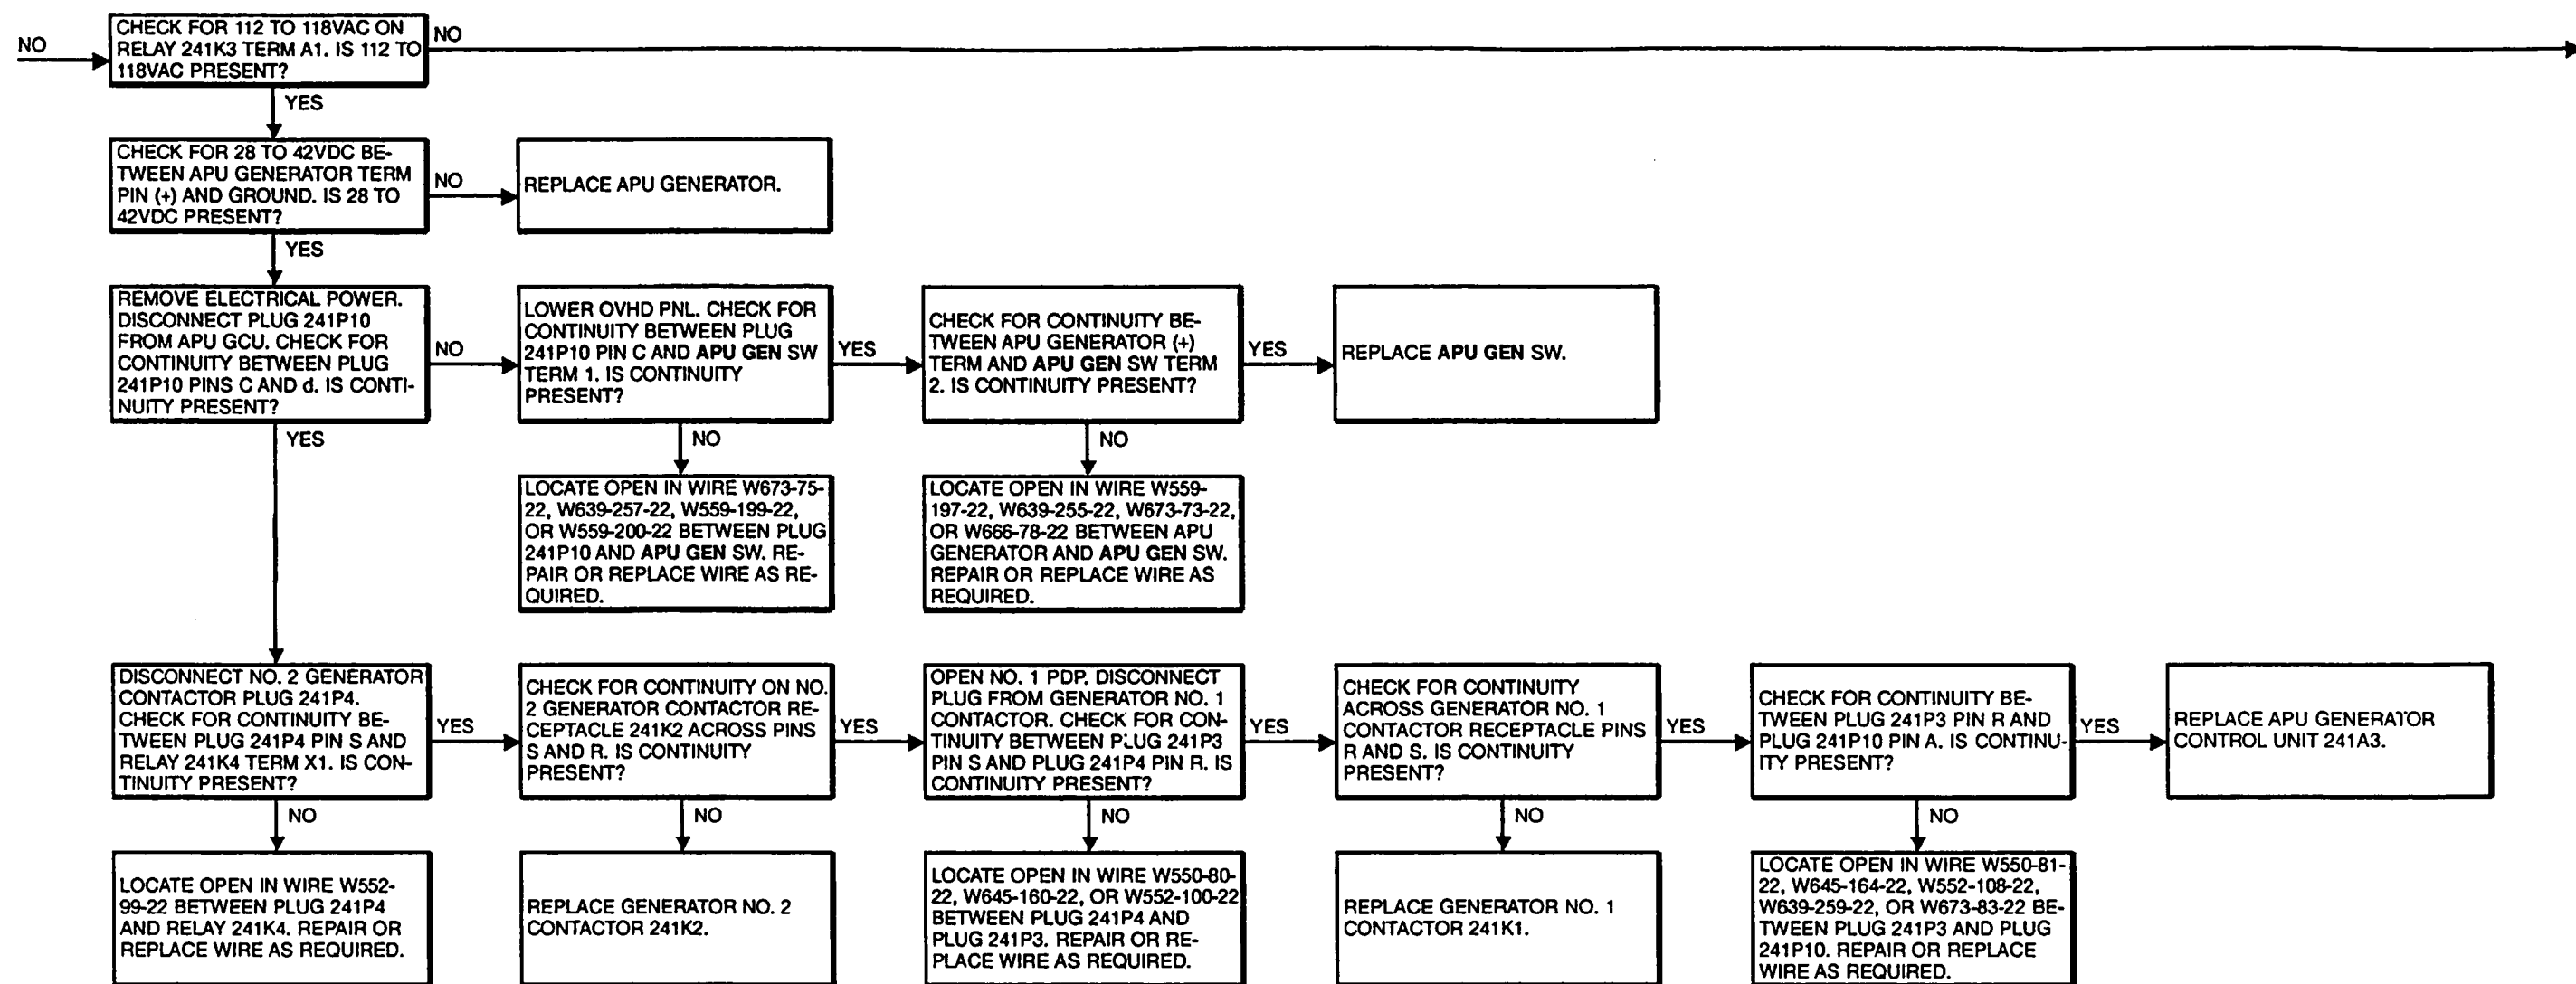 NO
CHECK FOR 112 TO 118VAC ON
RELAY 241K3 TERM A1. IS 112 TO
118VAC PRESENT?
NO
YES
CHECK FOR 28 TO 42VDC BE-
TWEEN APU GENERATOR TERM
PIN (+) AND GROUND. IS 28 TO
42VDC PRESENT?
NO
REPLACE APU GENERATOR.
YES
REMOVE ELECTRICAL POWER.
DISCONNECT PLUG 241P10
FROM APU GCU. CHECK FOR
CONTINUITY BETWEEN PLUG
241P10 PINS C AND d. IS CONTI-
NUITY PRESENT?
NO
LOWER OVHD PNL. CHECK FOR
CONTINUITY BETWEEN PLUG
241P10 PIN C AND APU GEN SW
TERM 1. IS CONTINUITY
PRESENT?
YES
CHECK FOR CONTINUITY BE-
TWEEN APU GENERATOR (+)
TERM AND APU GEN SW TERM
2. IS CONTINUITY PRESENT?
YES
REPLACE APU GEN SW.
YES
NO
NO
LOCATE OPEN IN WIRE W673-75-
22, W639-257-22, W559-199-22,
OR W559-200-22 BETWEEN PLUG
241P10 AND APU GEN SW. RE-
PAIR OR REPLACE WIRE AS RE-
QUIRED.
LOCATE OPEN IN WIRE W559-
197-22, W639-255-22, W673-73-22,
OR W666-78-22 BETWEEN APU
GENERATOR AND APU GEN SW.
REPAIR OR REPLACE WIRE AS
REQUIRED.
DISCONNECT NO. 2 GENERATOR
CONTACTOR PLUG 241P4.
CHECK FOR CONTINUITY BE-
TWEEN PLUG 241P4 PIN S AND
RELAY 241K4 TERM X1. IS CON-
TINUITY PRESENT?
YES
CHECK FOR CONTINUITY ON NO.
2 GENERATOR CONTACTOR RE-
CEPTACLE 241K2 ACROSS PINS
S AND R. IS CONTINUITY
PRESENT?
YES
OPEN NO. 1 PDP. DISCONNECT
PLUG FROM GENERATOR NO. 1
CONTACTOR. CHECK FOR CON-
TINUITY BETWEEN PLUG 241P3
PIN S AND PLUG 241P4 PIN R. IS
CONTINUITY PRESENT?
YES
CHECK FOR CONTINUITY
ACROSS GENERATOR NO. 1
CONTACTOR RECEPTACLE PINS
R AND S. IS CONTINUITY
PRESENT?
YES
CHECK FOR CONTINUITY BE-
TWEEN PLUG 241P3 PIN R AND
PLUG 241P10 PIN A. IS CONTINU-
ITY PRESENT?
YES
REPLACE APU GENERATOR
CONTROL UNIT 241A3.
NO
NO
NO
NO
NO
LOCATE OPEN IN WIRE W552-
99-22 BETWEEN PLUG 241P4
AND RELAY 241K4. REPAIR OR
REPLACE WIRE AS REQUIRED.
REPLACE GENERATOR NO. 2
CONTACTOR 241K2.
LOCATE OPEN IN WIRE W550-80-
22, W645-160-22, OR W552-100-22
BETWEEN PLUG 241P4 AND
PLUG 241P3. REPAIR OR RE-
PLACE WIRE AS REQUIRED.
REPLACE GENERATOR NO. 1
CONTACTOR 241K1.
LOCATE OPEN IN WIRE W550-81-
22, W645-164-22, W552-108-22,
W639-259-22, OR W673-83-22 BE-
TWEEN PLUG 241P3 AND PLUG
241P10. REPAIR OR REPLACE
WIRE AS REQUIRED.